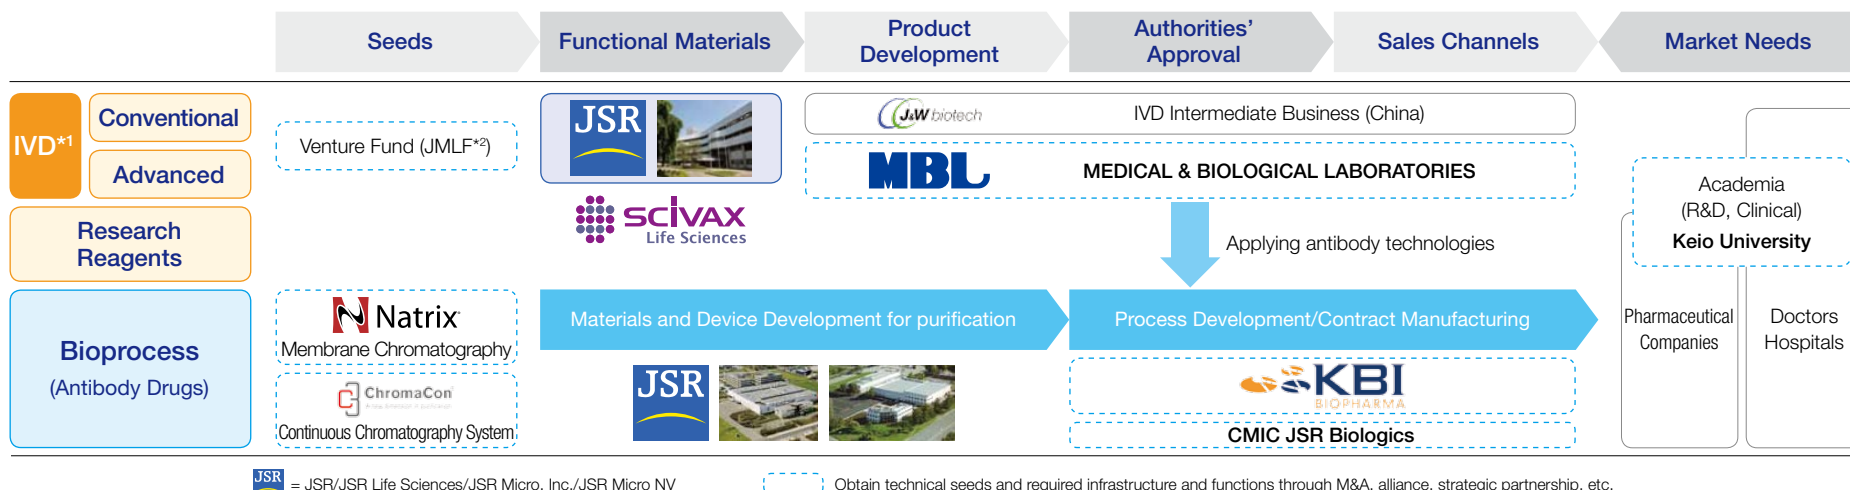 Seeds
Functional Materials
Product
Development
Authorities'
Approval
Sales Channels
Market Needs
IVD*1
Conventional
Advanced
Research
Reagents
Bioprocess
(Antibody Drugs)
Venture Fund (JMLF*2)
JSR
SCIVAX
Life Sciences
J&W biotech
IVD Intermediate Business (China)
MBL
MEDICAL & BIOLOGICAL LABORATORIES
Applying antibody technologies
Natrix
Membrane Chromatography
ChromaCon
Continuous Chromatography System
Materials and Device Development for purification
JSR
Process Development/Contract Manufacturing
KBI
BIOPHARMA
CMIC JSR Biologics
Academia
(R&D, Clinical)
Keio University
Pharmaceutical
Companies
Doctors
Hospitals
JSR = JSR/JSR Life Sciences/JSR Micro, Inc./JSR Micro NV
Obtain technical seeds and required infrastructure and functions through M&A, alliance, strategic partnership, etc.